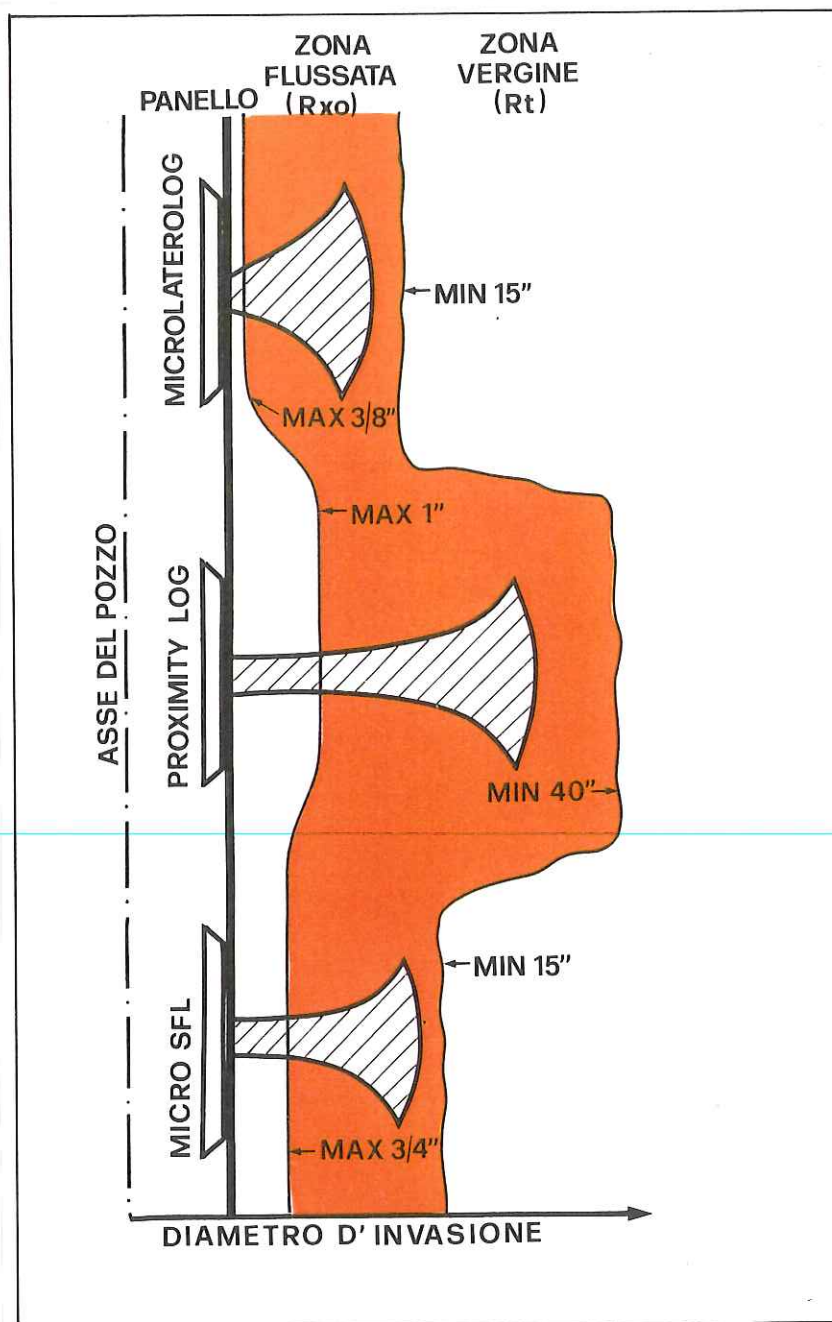 ZONA
FLUSSATA
(Rxo)
ZONA
VERGINE
(Rt)
PANELLO
MICROLATEROLOG
MIN 15"
MAX 3/8"
MAX 1"
ASSE DEL POZZO
PROXIMITY LOG
MIN 40"
MICRO SFL
MIN 15"
MAX 3/4"
DIAMETRO D'INVASIONE